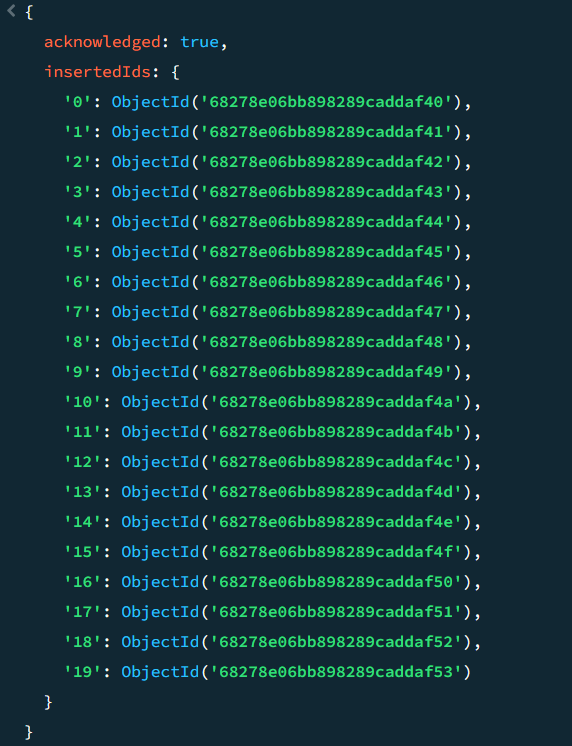 {
acknowledged: true,
insertedIds: {
'0': ObjectId('68278e06bb898289caddaf40'),
'1': ObjectId('68278e06bb898289caddaf41'),
'2': ObjectId('68278e06bb898289caddaf42'),
'3': ObjectId('68278e06bb898289caddaf43'),
'4': ObjectId('68278e06bb898289caddaf44'),
'5': ObjectId('68278e06bb898289caddaf45'),
'6': ObjectId('68278e06bb898289caddaf46'),
'7': ObjectId('68278e06bb898289caddaf47'),
'8': ObjectId('68278e06bb898289caddaf48'),
'9': ObjectId('68278e06bb898289caddaf49'),
'10': ObjectId('68278e06bb898289caddaf4a'),
'11': ObjectId('68278e06bb898289caddaf4b'),
'12': ObjectId('68278e06bb898289caddaf4c'),
'13': ObjectId('68278e06bb898289caddaf4d'),
'14': ObjectId('68278e06bb898289caddaf4e'),
'15': ObjectId('68278e06bb898289caddaf4f'),
'16': ObjectId('68278e06bb898289caddaf50'),
'17': ObjectId('68278e06bb898289caddaf51'),
'18': ObjectId('68278e06bb898289caddaf52'),
'19': ObjectId('68278e06bb898289caddaf53')
}
}